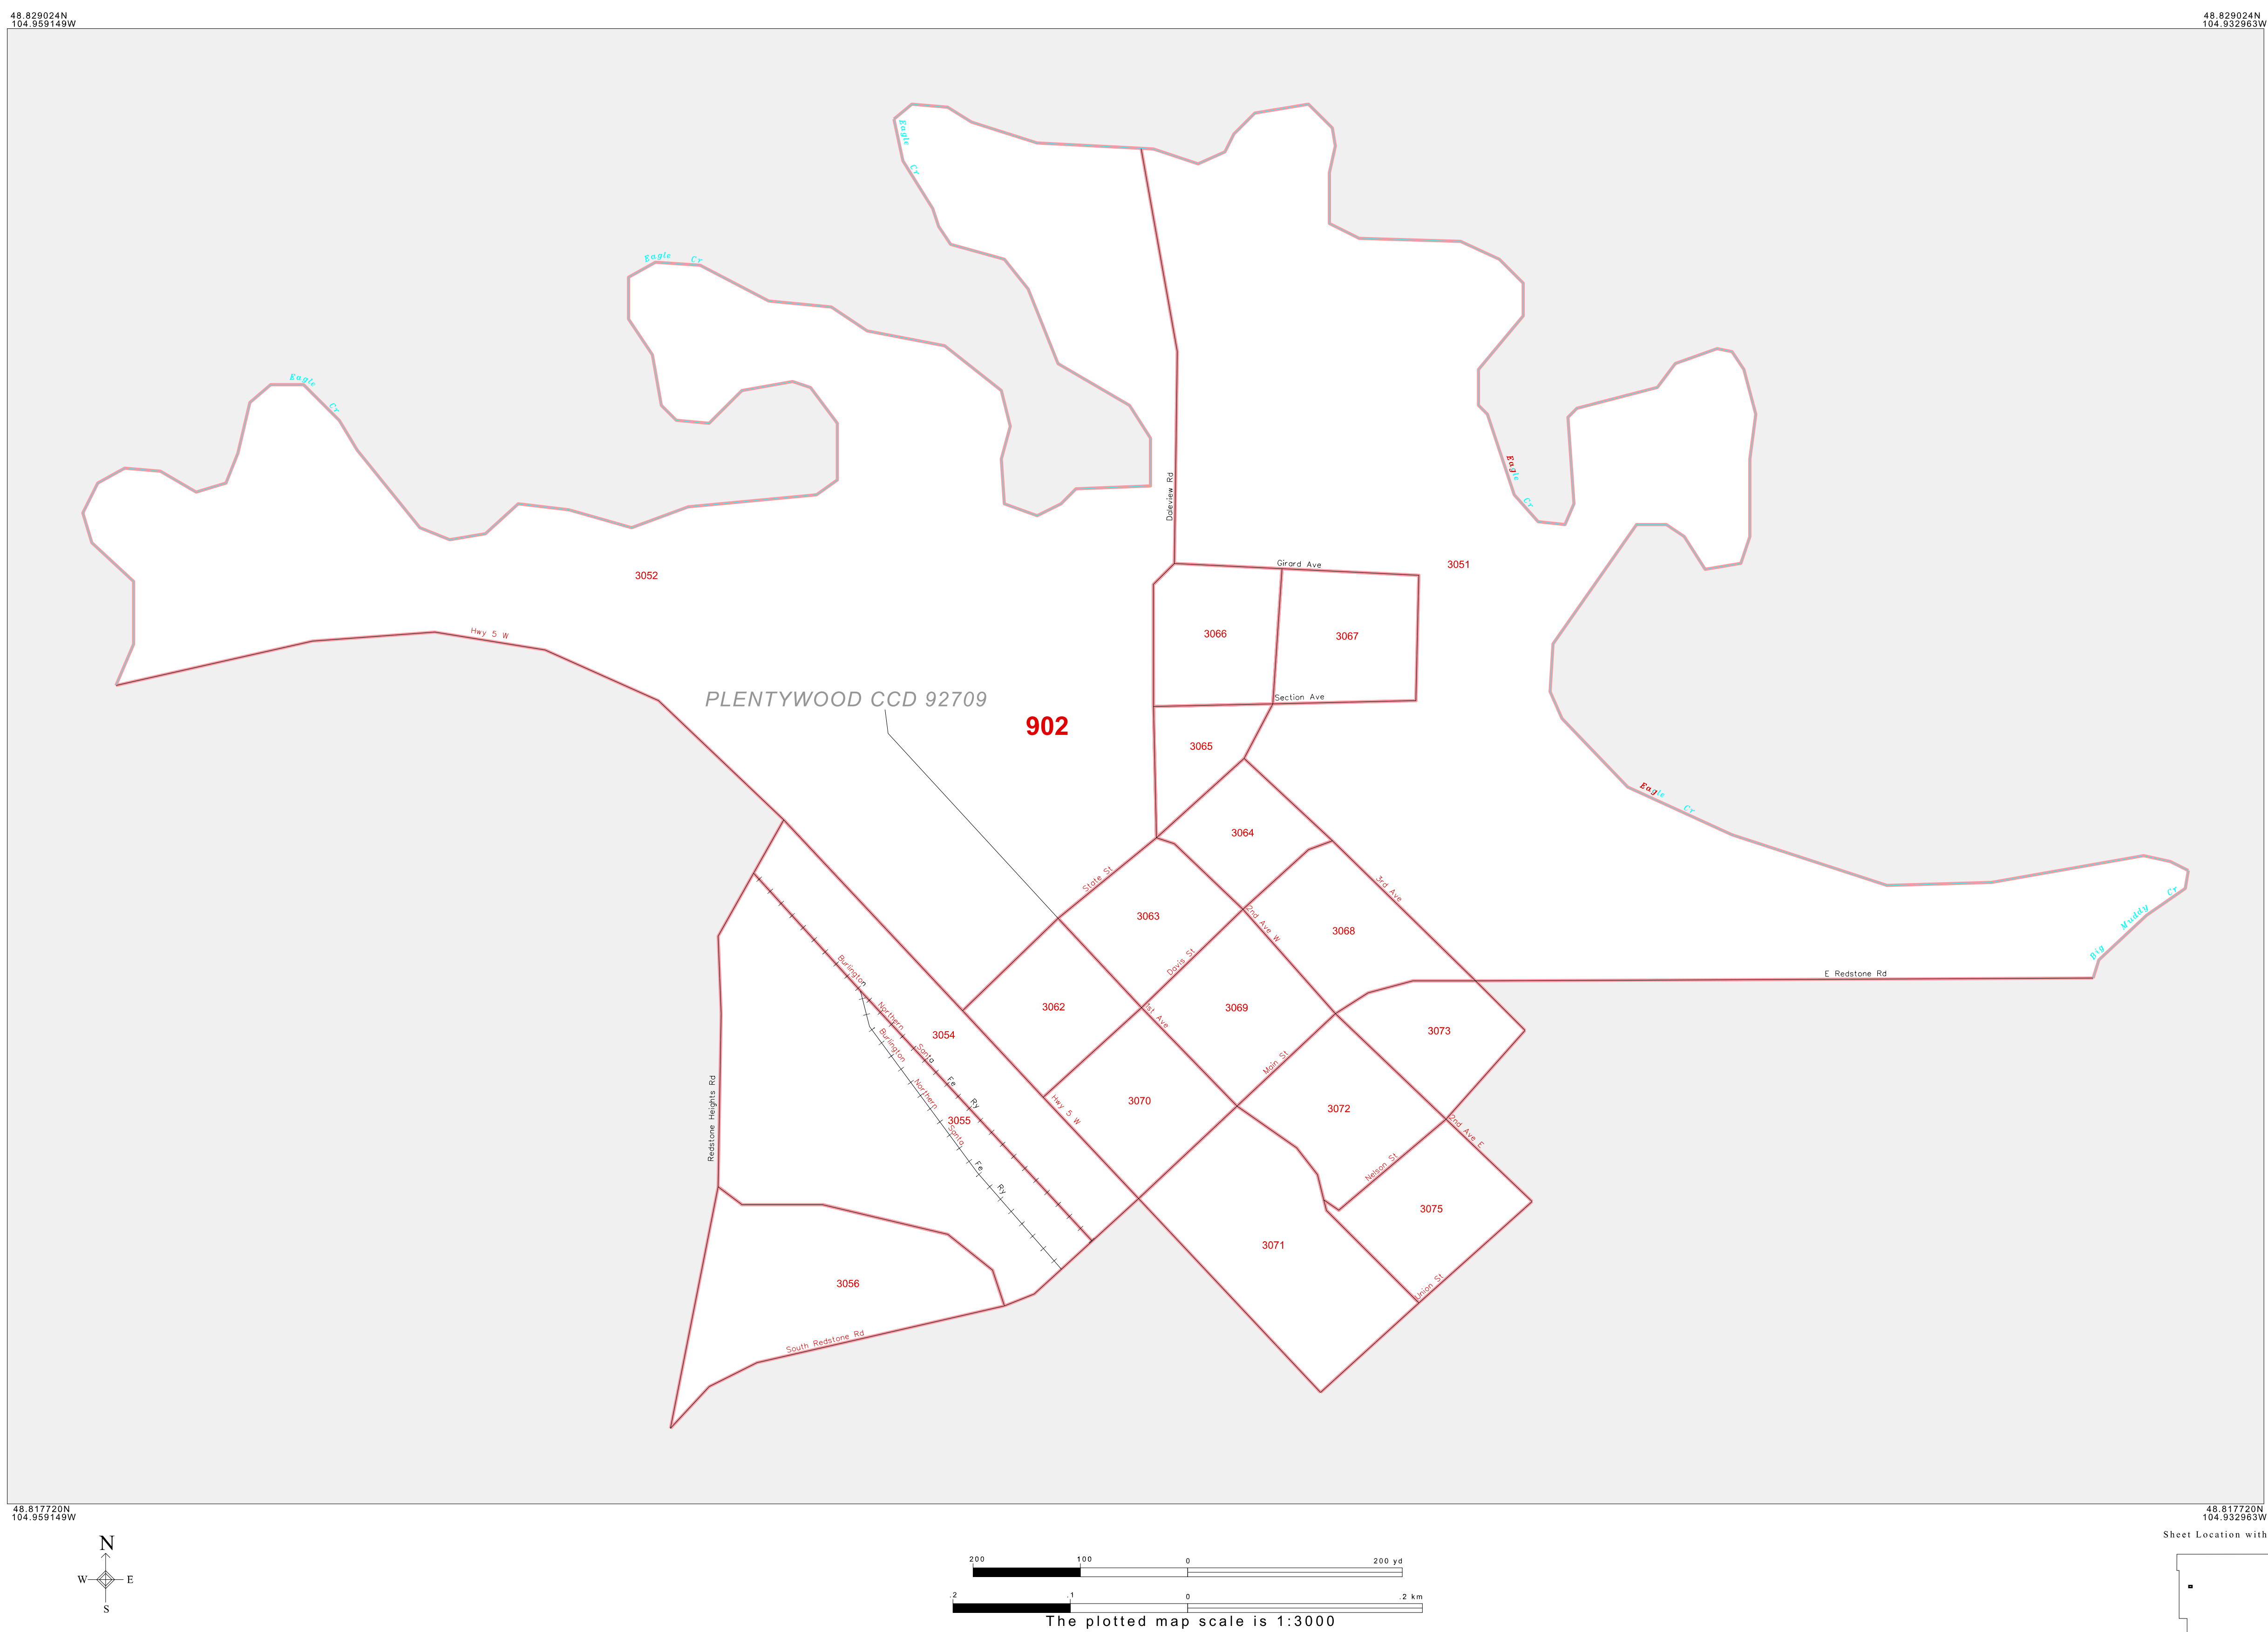 48.829024N
104.959149W
48.829024N
104.932963W
Eagle Cr
Eagle Cr
Eagle Cr
Eagle Cr
Daleview Rd
Girard Ave
3051
3052
3066
3067
Hwy 5 W
Section Ave
PLENTYWOOD CCD 92709
902
3065
Eagle Cr
3064
State St
3rd Ave
Big Muddy Cr
3063
2nd Ave W
3068
Davis St
E Redstone Rd
Burlington Northern Santa Fe Ry
3062
1st Ave
3069
3054
3073
Burlington Northern Santa Fe Ry
Main St
Redstone Heights Rd
3055
3070
Hwy 5 W
3072
2nd Ave E
Nelson St
3075
3071
3056
Union St
South Redstone Rd
48.817720N
104.959149W
48.817720N
104.932963W
Sheet Location with
N
W E
S
200 100 0 200 yd
.2 .1 0 .2 km
The plotted map scale is 1:3000